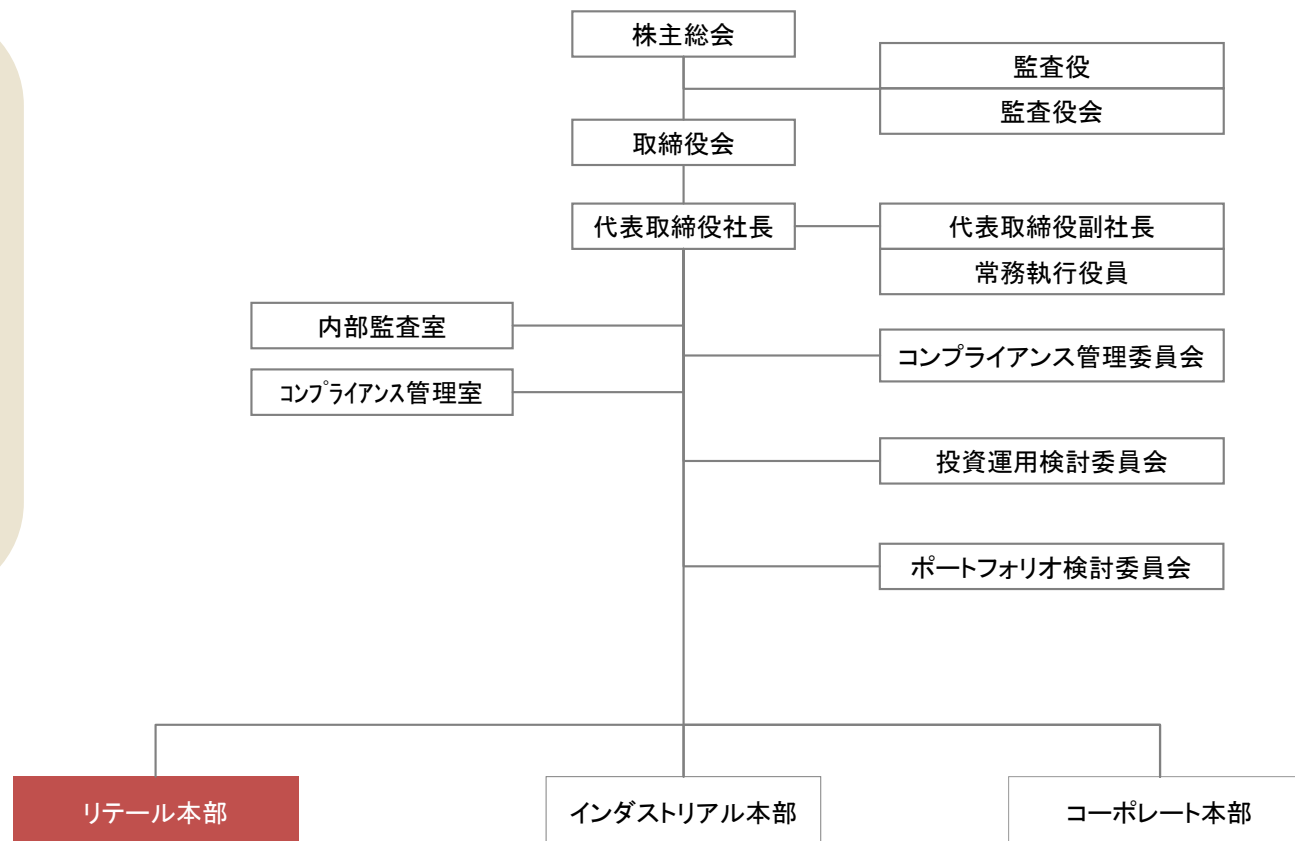 株主総会
監査役
監査役会
取締役会
代表取締役社長
代表取締役副社長
常務執行役員
内部監査室
コンプライアンス管理委員会
ｺﾝﾌﾟﾗｲｱﾝｽ管理室
投資運用検討委員会
ポートフォリオ検討委員会
リテール本部
インダストリアル本部
コーポレート本部